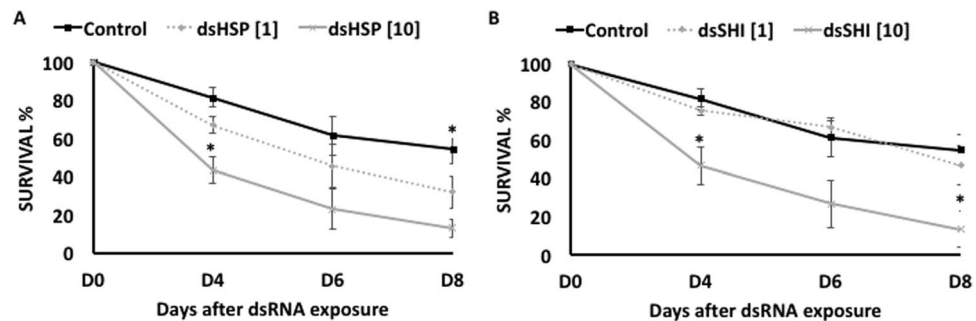 A
Control dsHSP [1] dsHSP [10]
SURVIVAL %
100
80
60
40
20
0
*
*
D0 D4 D6 D8
Days after dsRNA exposure
B
Control dsSHI [1] dsSHI [10]
SURVIVAL %
100
80
60
40
20
0
*
*
D0 D4 D6 D8
Days after dsRNA exposure